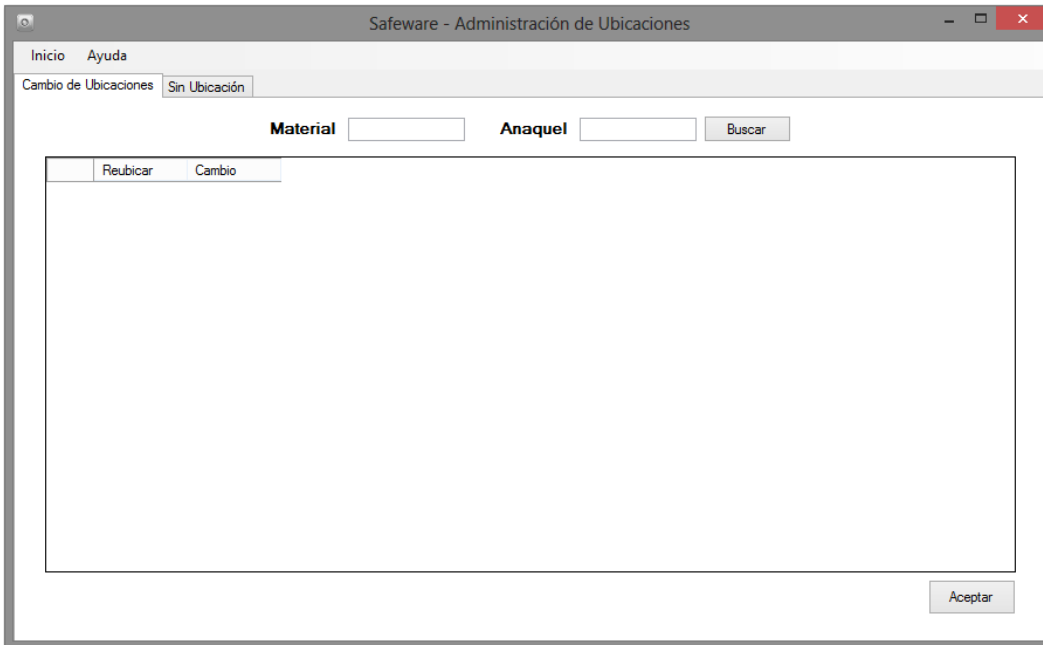 Safeware - Administración de Ubicaciones
Inicio Ayuda
Cambio de Ubicaciones Sin Ubicación
Material Anaquel Buscar
Reubicar Cambio
Aceptar